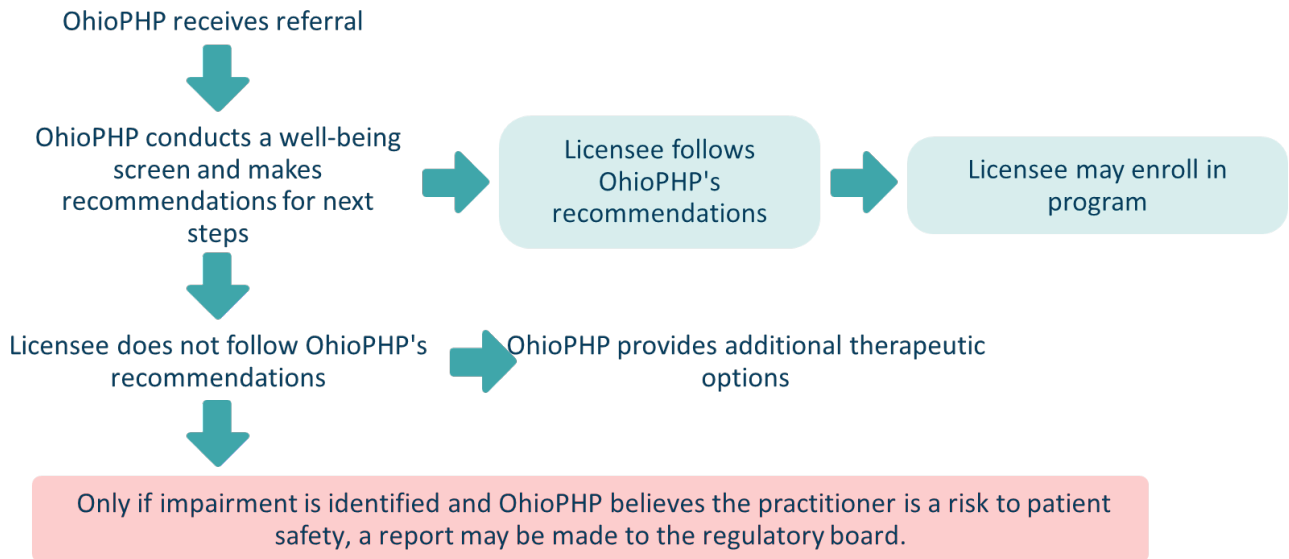 OhioPHP receives referral
OhioPHP conducts a well-being
screen and makes
recommendations for next
steps
Licensee follows
OhioPHP's
recommendations
Licensee may enroll in
program
Licensee does not follow OhioPHP's
recommendations
OhioPHP provides additional therapeutic
options
Only if impairment is identified and OhioPHP believes the practitioner is a risk to patient
safety, a report may be made to the regulatory board.